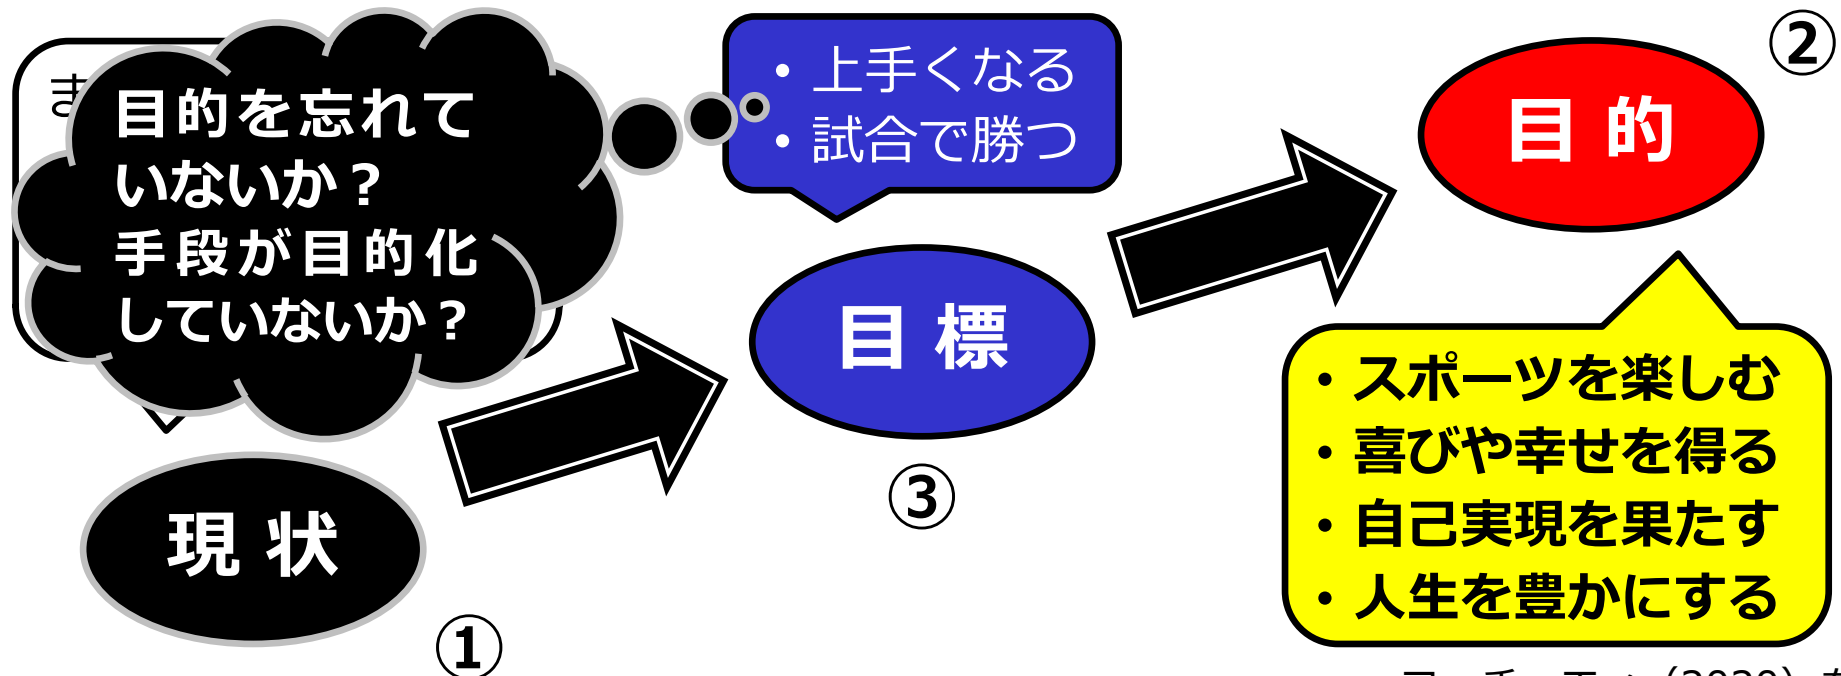 目的を忘れて
いないか？
手段が目的化
していないか？
現状
①
・上手くなる
・試合で勝つ
目標
③
②
目的
・スポーツを楽しむ
・喜びや幸せを得る
・自己実現を果たす
・人生を豊かにする
(2020)